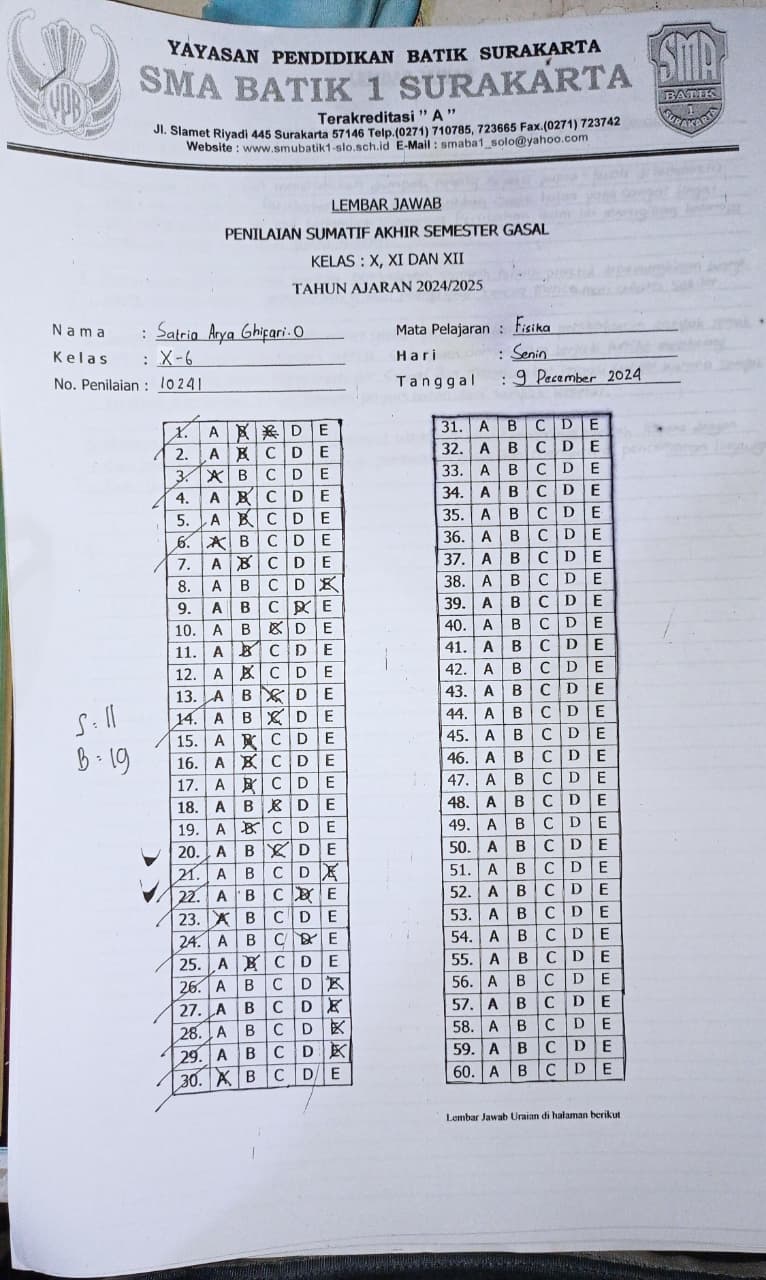 YAYASAN PENDIDIKAN BATIK SURAKARTA
SMA BATIK 1 SURAKARTA
Terakreditasi " A "
Jl. Slamet Riyadi 445 Surakarta 57146 Telp.(0271) 710785, 723665 Fax.(0271) 723742
Website : www.smubatik1-slo.sch.id E-Mail : smaba1_solo@yahoo.com
YPB
SMA
BATIK
1
SURAKARTA
LEMBAR JAWAB
PENILAIAN SUMATIF AKHIR SEMESTER GASAL
KELAS : X, XI DAN XII
TAHUN AJARAN 2024/2025
Nama : Satria Arya Ghifari.O
Kelas : X-6
No. Penilaian : 10241
Mata Pelajaran : Fisika
Hari : Senin
Tanggal : 9 December 2024
1. A B C D E
2. A B C D E
3. A B C D E
4. A B C D E
5. A B C D E
6. A B C D E
7. A B C D E
8. A B C D E
9. A B C D E
10. A B C D E
11. A B C D E
12. A B C D E
13. A B C D E
14. A B C D E
15. A B C D E
16. A B C D E
17. A B C D E
18. A B C D E
19. A B C D E
20. A B C D E
21. A B C D E
22. A B C D E
23. A B C D E
24. A B C D E
25. A B C D E
26. A B C D E
27. A B C D E
28. A B C D E
29. A B C D E
30. A B C D E
S : 11
B : 19
31. A B C D E
32. A B C D E
33. A B C D E
34. A B C D E
35. A B C D E
36. A B C D E
37. A B C D E
38. A B C D E
39. A B C D E
40. A B C D E
41. A B C D E
42. A B C D E
43. A B C D E
44. A B C D E
45. A B C D E
46. A B C D E
47. A B C D E
48. A B C D E
49. A B C D E
50. A B C D E
51. A B C D E
52. A B C D E
53. A B C D E
54. A B C D E
55. A B C D E
56. A B C D E
57. A B C D E
58. A B C D E
59. A B C D E
60. A B C D E
Lembar Jawab Uraian di halaman berikut